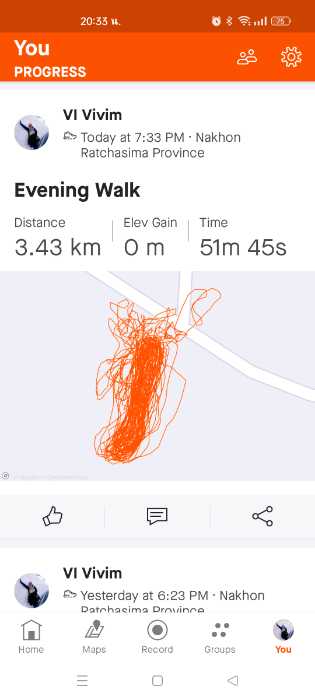 20:33 น.
75
You
PROGRESS
VI Vivim
Today at 7:33 PM · Nakhon
Ratchasima Province
Evening Walk
Distance
Elev Gain
Time
3.43 km
0 m
51m 45s
VI Vivim
Yesterday at 6:23 PM · Nakhon
Ratchasima Province
Home
Maps
Record
Groups
You